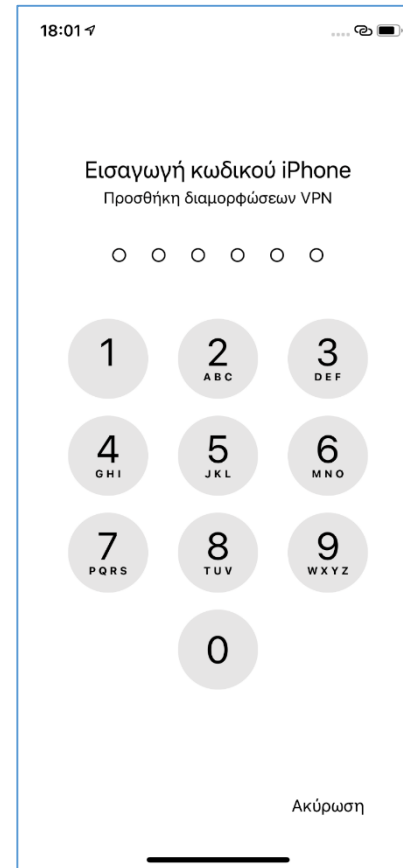 18:01
Εισαγωγή κωδικού iPhone
Προσθήκη διαμορφώσεων VPN
1 2 3
ABC DEF
4 5 6
GHI JKL MNO
7 8 9
PQRS TUV WXYZ
0
Ακύρωση